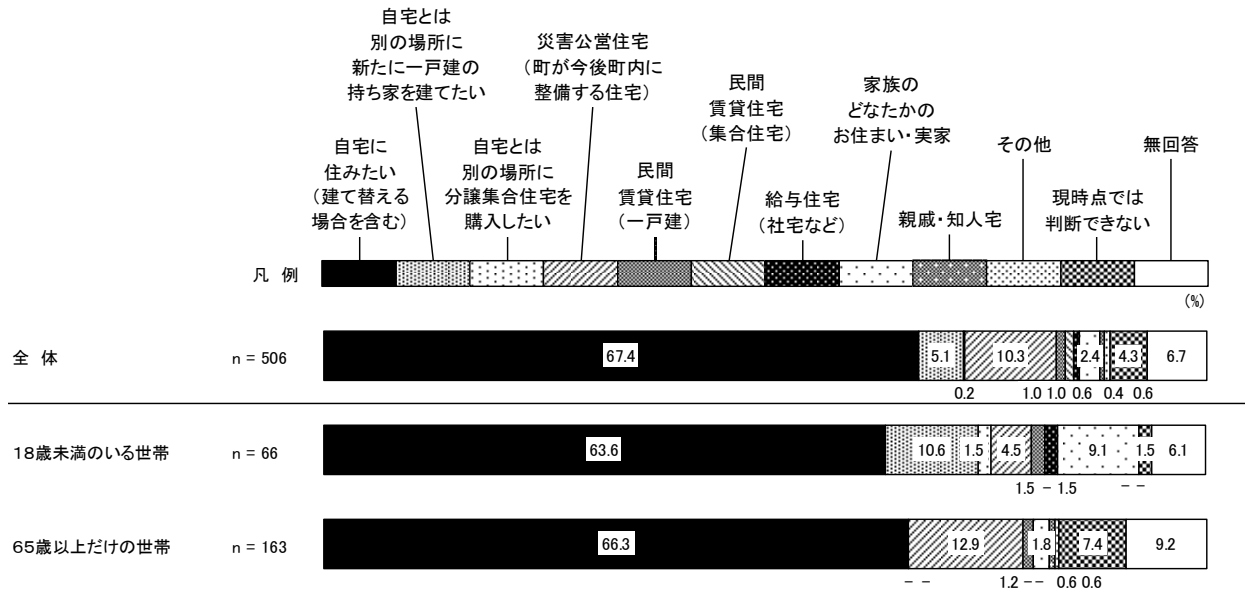 自宅とは
別の場所に
新たに一戸建の
持ち家を建てたい
災害公営住宅
(町が今後町内に
整備する住宅)
民間
賃貸住宅
(集合住宅)
家族の
どなたかの
お住まい・実家
その他
無回答
自宅に
住みたい
(建て替える
場合を含む)
自宅とは
別の場所に
分譲集合住宅を
購入したい
民間
賃貸住宅
(一戸建)
給与住宅
(社宅など)
親戚・知人宅
現時点では
判断できない
凡 例
(%)
全 体 n = 506 67.4 5.1 10.3 2.4 4.3 6.7
0.2 1.0 1.0 0.6 0.4 0.6
18歳未満のいる世帯 n = 66 63.6 10.6 1.5 4.5 9.1 1.5 6.1
1.5 - 1.5 - -
65歳以上だけの世帯 n = 163 66.3 12.9 1.8 7.4 9.2
- - 1.2 - - 0.6 0.6